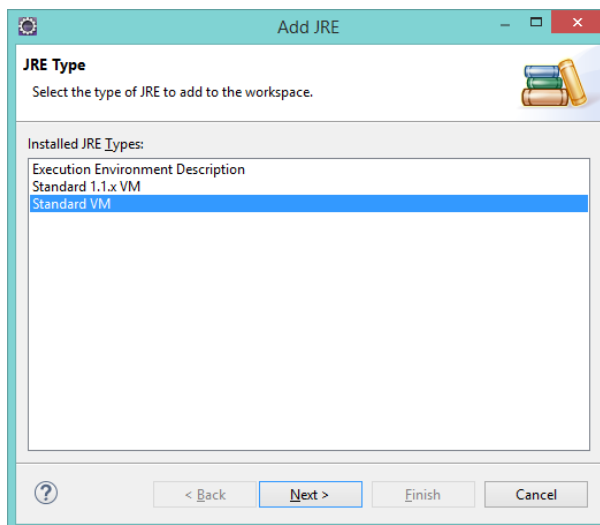 Add JRE
JRE Type
Select the type of JRE to add to the workspace.
Installed JRE Types:
Execution Environment Description
Standard 1.1.x VM
Standard VM
< Back Next > Finish Cancel